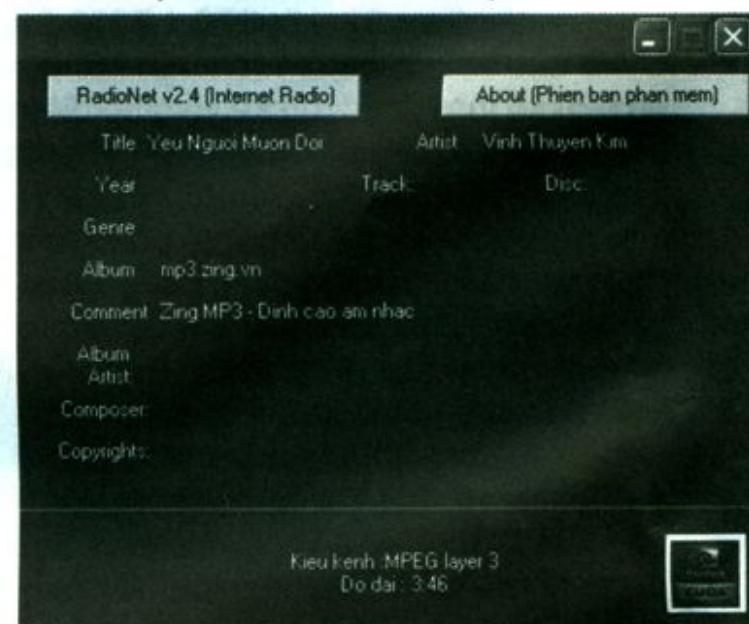 RadioNet v2.4 (Internet Radio) About (Phien ban phan mem)
Title Yeu Nguoi Muon Doi Artist Vinh Thuyen Kim
Year Track: Disc:
Genre
Album mp3.zing.vn
Comment Zing MP3 - Dinh cao am nhac
Album
Artist:
Composer:
Copyrights:
Kieu kenh :MPEG layer 3
Do dai : 3:46
CUDA